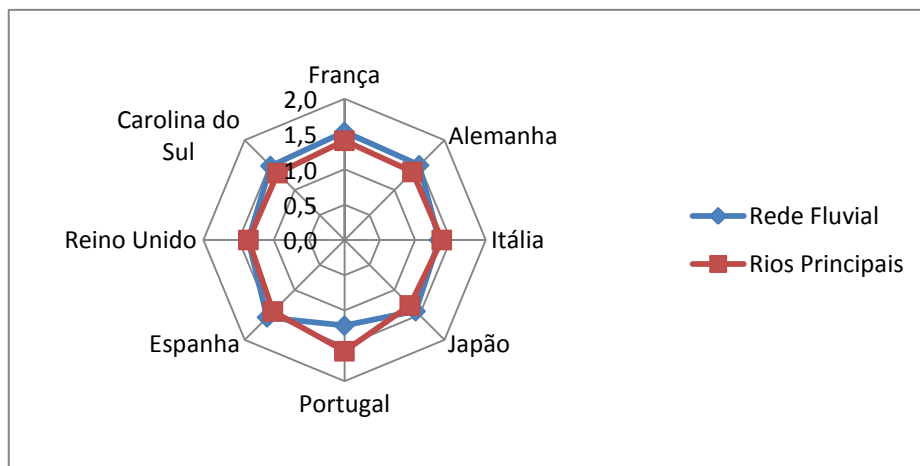 França
2,0
1,5
1,0
0,5
0,0
Carolina do
Sul
Alemanha
Reino Unido
Itália
Espanha
Japão
Portugal
Rede Fluvial
Rios Principais